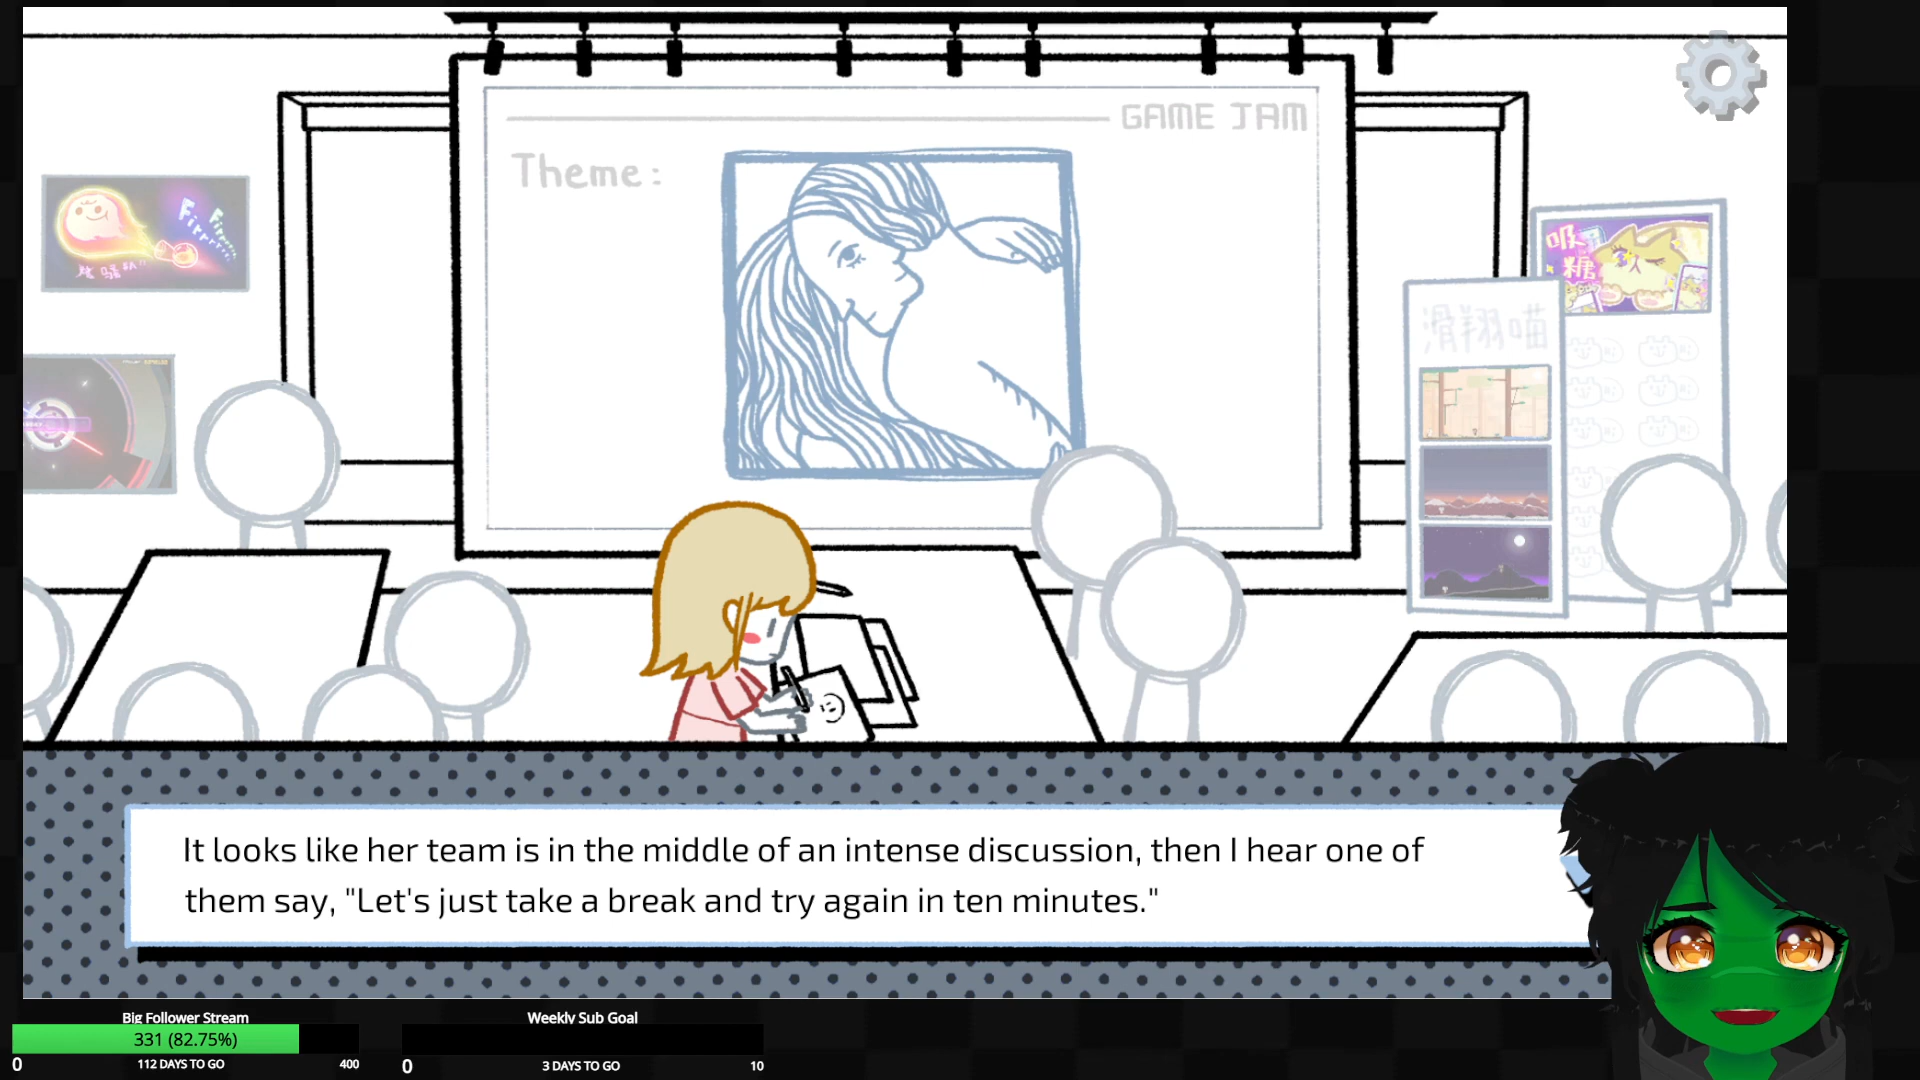 GAME JAM
Theme:
吸
糖
滑翔喵
It looks like her team is in the middle of an intense discussion, then I hear one of
them say, "Let's just take a break and try again in ten minutes."
Big Follower Stream
331 (82.75%)
0
112 DAYS TO GO
400
Weekly Sub Goal
0
3 DAYS TO GO
10